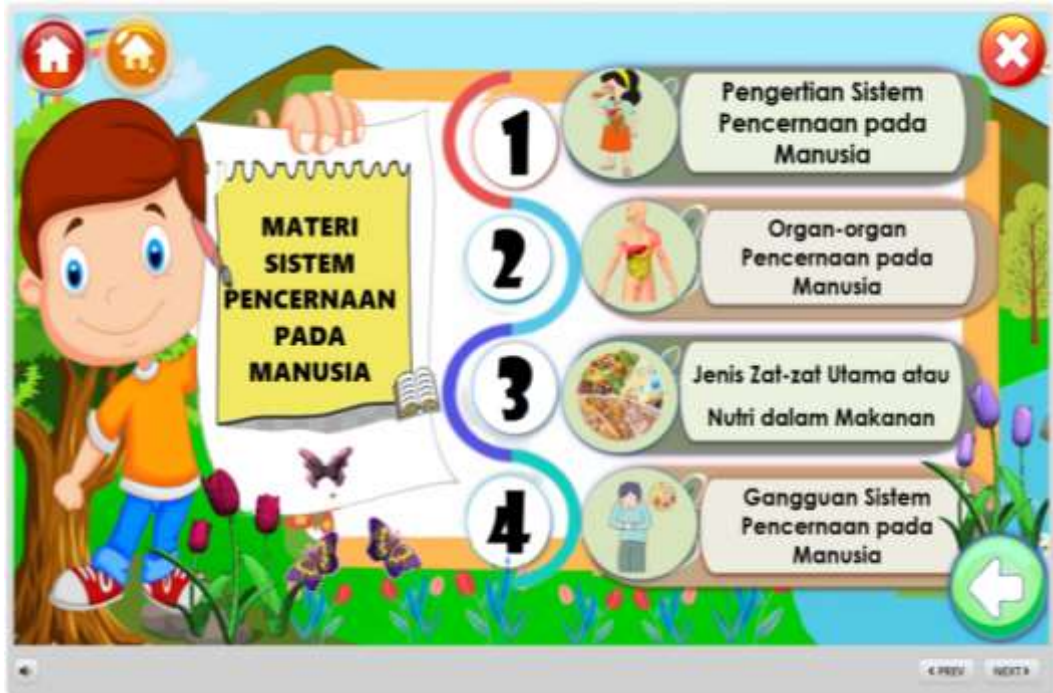 MATERI
SISTEM
PENCERNAAN
PADA
MANUSIA
1
Pengertian Sistem
Pencernaan pada
Manusia
2
Organ-organ
Pencernaan pada
Manusia
3
Jenis Zat-zat Utama atau
Nutri dalam Makanan
4
Gangguan Sistem
Pencernaan pada
Manusia
PREV
NEXT